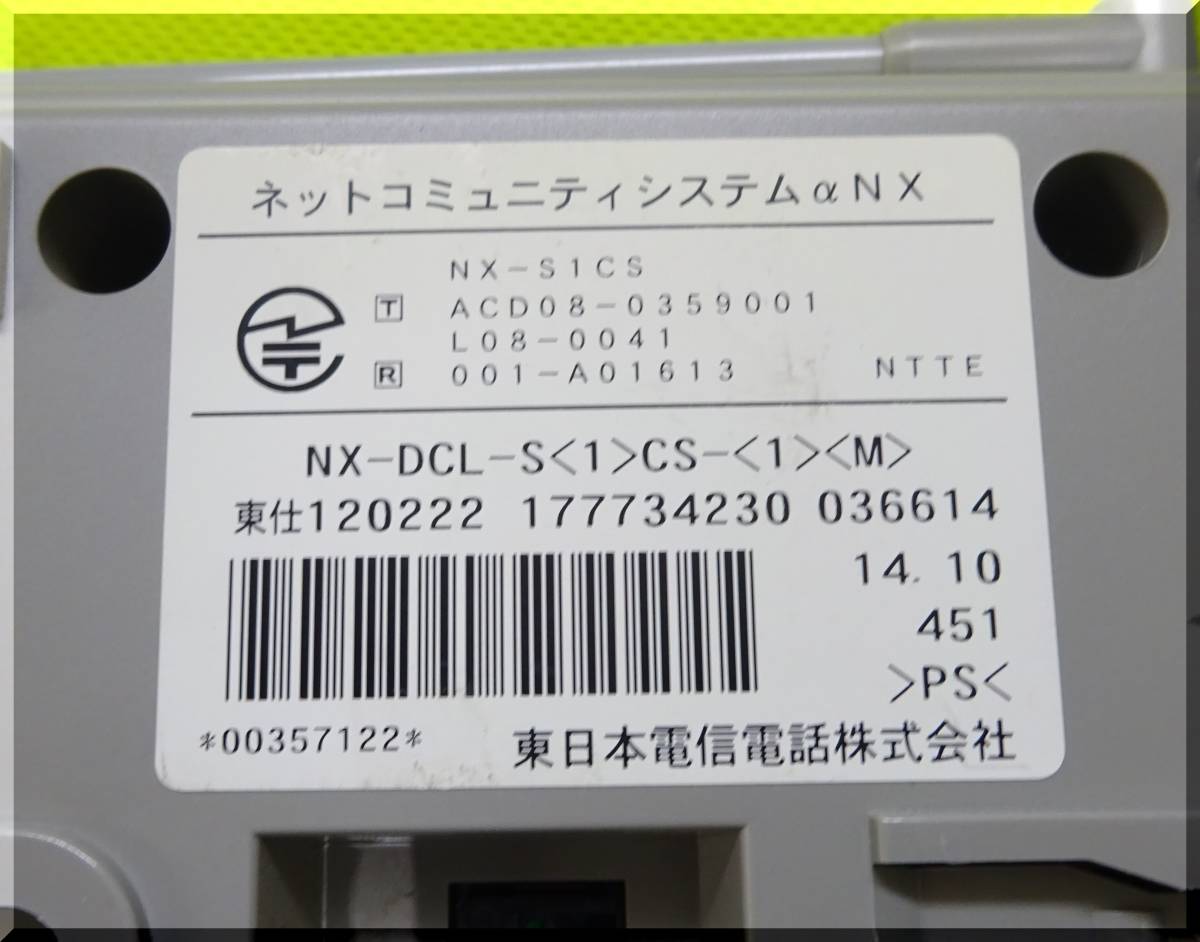 ネットコミュニティシステムαNX
NX-S1CS
T ACD08-0359001
L08-0041
R 001-A01613 NTTE
NX-DCL-S<1>CS-<1><M>
東仕120222 177734230 036614
14. 10
451
>PS<
*00357122* 東日本電信電話株式会社